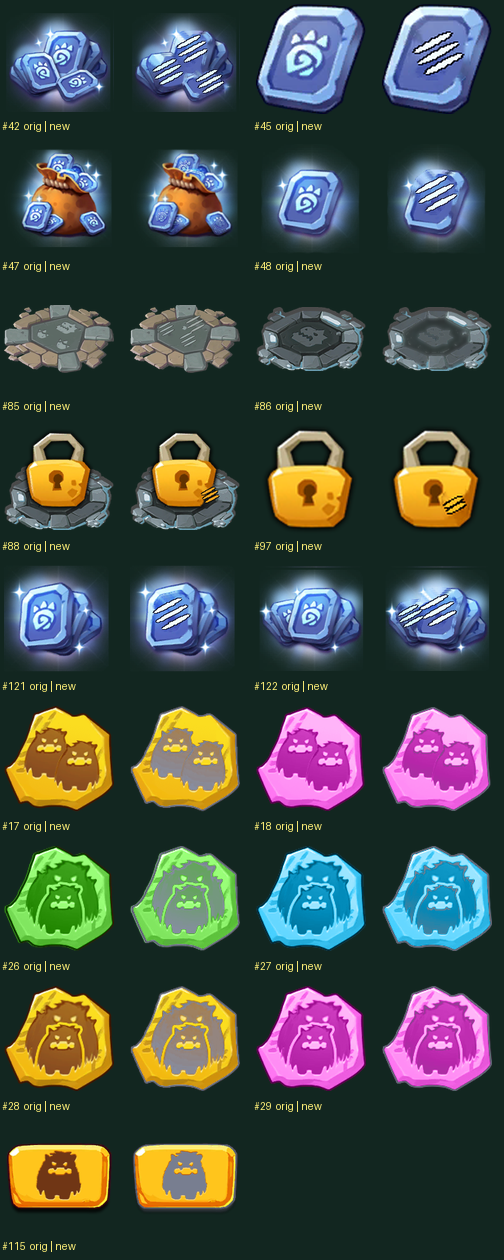 #42 orig | new
#45 orig | new
#47 orig | new
#48 orig | new
#85 orig | new
#86 orig | new
#88 orig | new
#97 orig | new
#121 orig | new
#122 orig | new
#17 orig | new
#18 orig | new
#26 orig | new
#27 orig | new
#28 orig | new
#29 orig | new
#115 orig | new